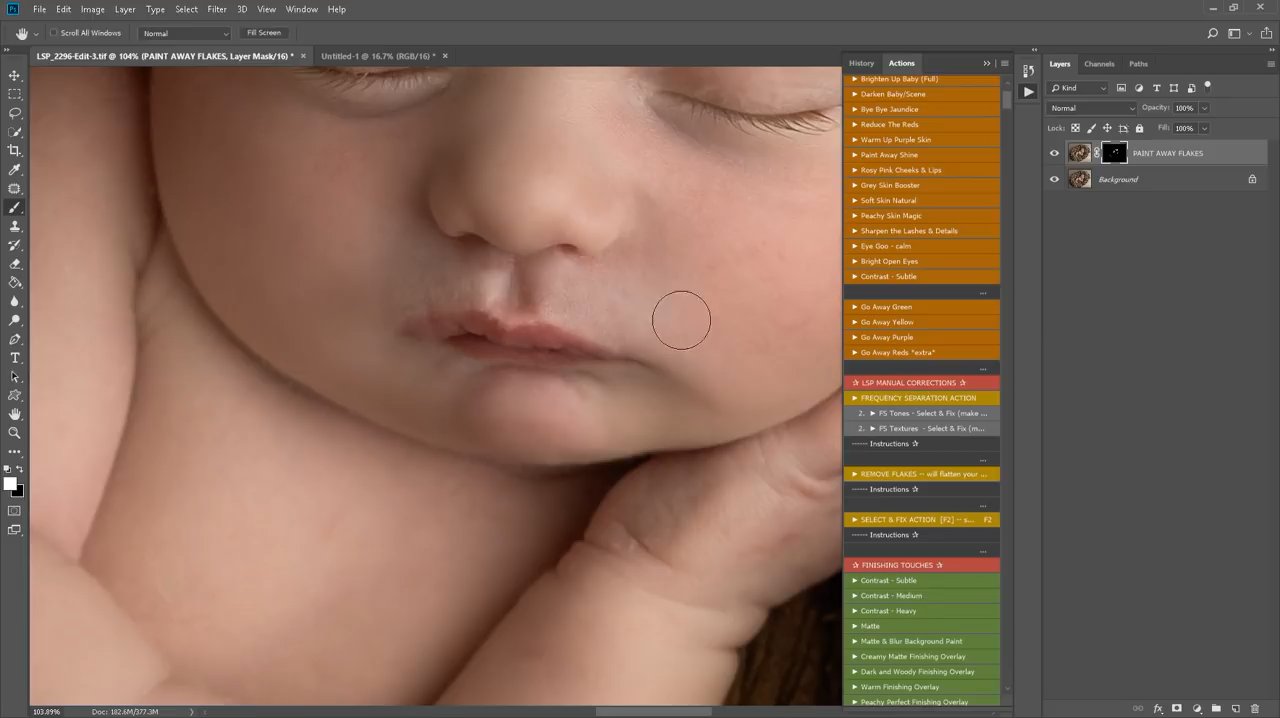 Ps File Edit Image Layer Type Select Filter 3D View Window Help
Scroll All Windows Normal Fill Screen
LSP_2296-Edit-3.tif @ 104% (PAINT AWAY FLAKES, Layer Mask/16) * ×
Untitled-1 @ 16.7% (RGB/16) * ×
History Actions
Brighten Up Baby (Full)
Darken Baby/Scene
Bye Bye Jaundice
Reduce The Reds
Warm Up Purple Skin
Paint Away Shine
Rosy Pink Cheeks & Lips
Grey Skin Booster
Soft Skin Natural
Peachy Skin Magic
Sharpen the Lashes & Details
Eye Goo - calm
Bright Open Eyes
Contrast - Subtle
...
Go Away Green
Go Away Yellow
Go Away Purple
Go Away Reds *extra*
...
✰ LSP MANUAL CORRECTIONS ✰
FREQUENCY SEPARATION ACTION
2. FS Tones - Select & Fix (make ...
2. FS Textures - Select & Fix (m...
------ Instructions ✰
...
REMOVE FLAKES -- will flatten your ...
------ Instructions ✰
...
SELECT & FIX ACTION [F2] -- s... F2
------ Instructions ✰
...
✰ FINISHING TOUCHES ✰
Contrast - Subtle
Contrast - Medium
Contrast - Heavy
Matte
Matte & Blur Background Paint
Creamy Matte Finishing Overlay
Dark and Woody Finishing Overlay
Warm Finishing Overlay
Peachy Perfect Finishing Overlay
Layers Channels Paths
Kind
Normal Opacity: 100%
Lock: Fill: 100%
PAINT AWAY FLAKES
Background
103.89% Doc: 182.6M/377.3M